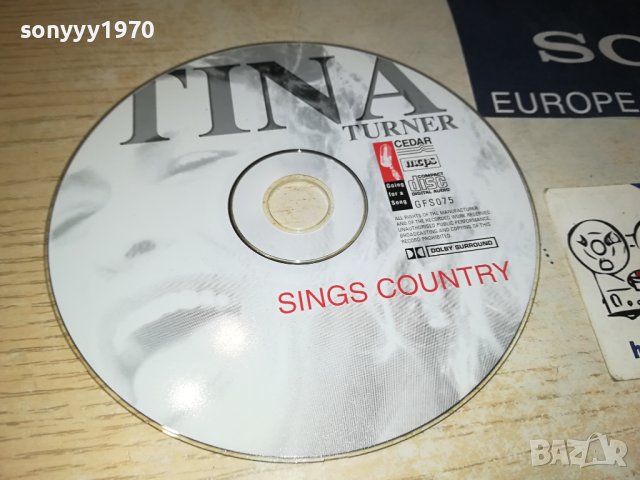 sonyyy1970
TINA
TURNER
CEDAR
mcps
Going
for a
Song
COMPACT
disc
DIGITAL AUDIO
GFS075
ALL RIGHTS OF THE MANUFACTURER
AND OF THE RECORDED WORK RESERVED
UNAUTHORISED PUBLIC PERFORMANCE,
BROADCASTING AND COPYING OF THIS
RECORD PROHIBITED.
DOLBY SURROUND
SINGS COUNTRY
SO
EUROPE
h
BAZAR